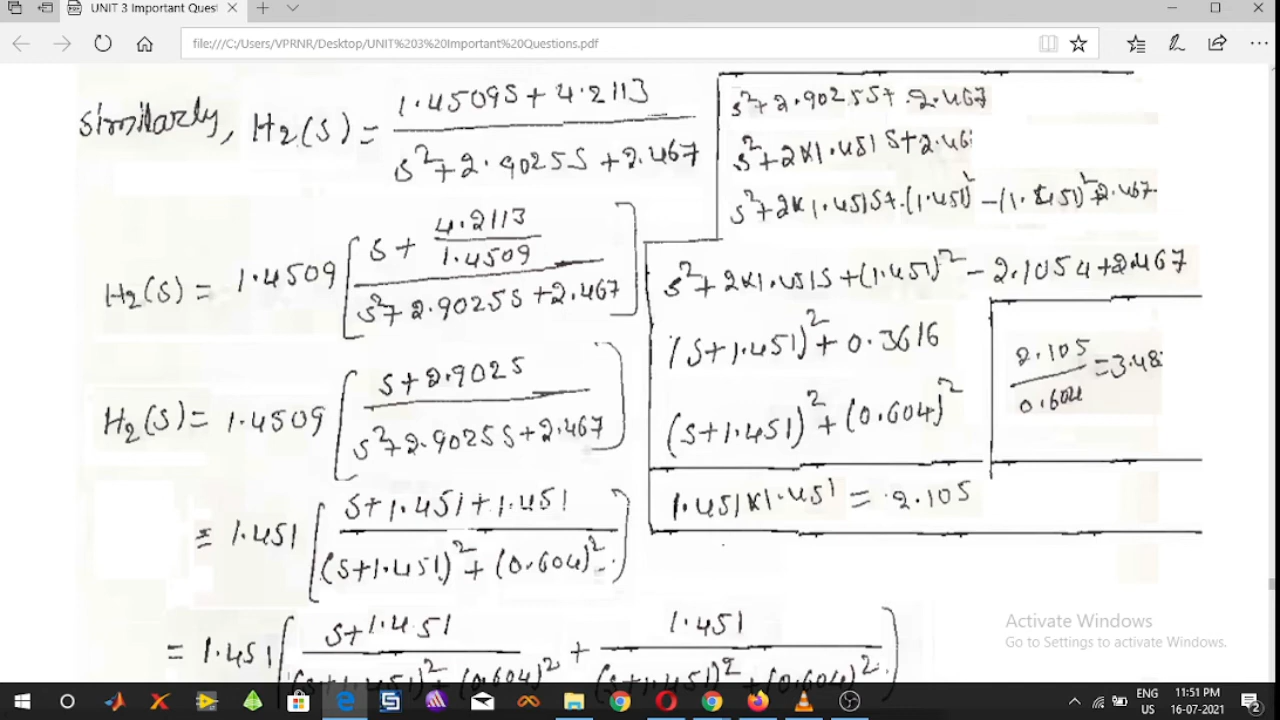 UNIT 3 Important Quest
file:///C:/Users/VPRNR/Desktop/UNIT%203%20Important%20Questions.pdf
Similarly, H₂(s) = (1.4509s + 4.2113) / (s² + 2.9025s + 2.467)
H₂(s) = 1.4509 [ (s + 4.2113/1.4509) / (s² + 2.9025s + 2.467) ]
H₂(s) = 1.4509 [ (s + 2.9025) / (s² + 2.9025s + 2.467) ]
= 1.451 [ (s + 1.451 + 1.451) / ((s + 1.451)² + (0.604)²) ]
= 1.451 [ (s + 1.451) / ((s + 1.451)² + (0.604)²) + 1.451 / ((s + 1.451)² + (0.604)²) ]
s² + 2.9025s + 2.467
s² + 2×1.451s + 2.46
s² + 2×1.451s + (1.451)² - (1.451)² + 2.467
s² + 2×1.451s + (1.451)² - 2.1054 + 2.467
(s + 1.451)² + 0.3616
(s + 1.451)² + (0.604)²
2.105 / 0.604 = 3.48
1.451 × 1.451 = 2.105
Activate Windows
Go to Settings to activate Windows.
ENG
US
11:51 PM
16-07-2021
2